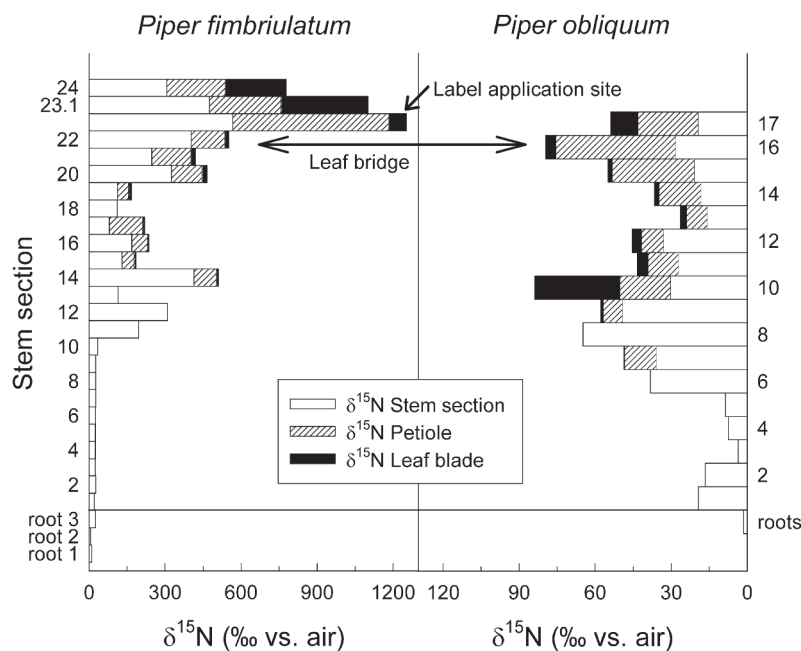 Piper fimbriulatum
Piper obliquum
Label application site
Leaf bridge
Stem section
24
23.1
22
20
18
16
14
12
10
8
6
4
2
root 3
root 2
root 1
17
16
14
12
10
8
6
4
2
roots
δ15N Stem section
δ15N Petiole
δ15N Leaf blade
0 300 600 900 1200
120 90 60 30 0
δ15N (‰ vs. air)
δ15N (‰ vs. air)